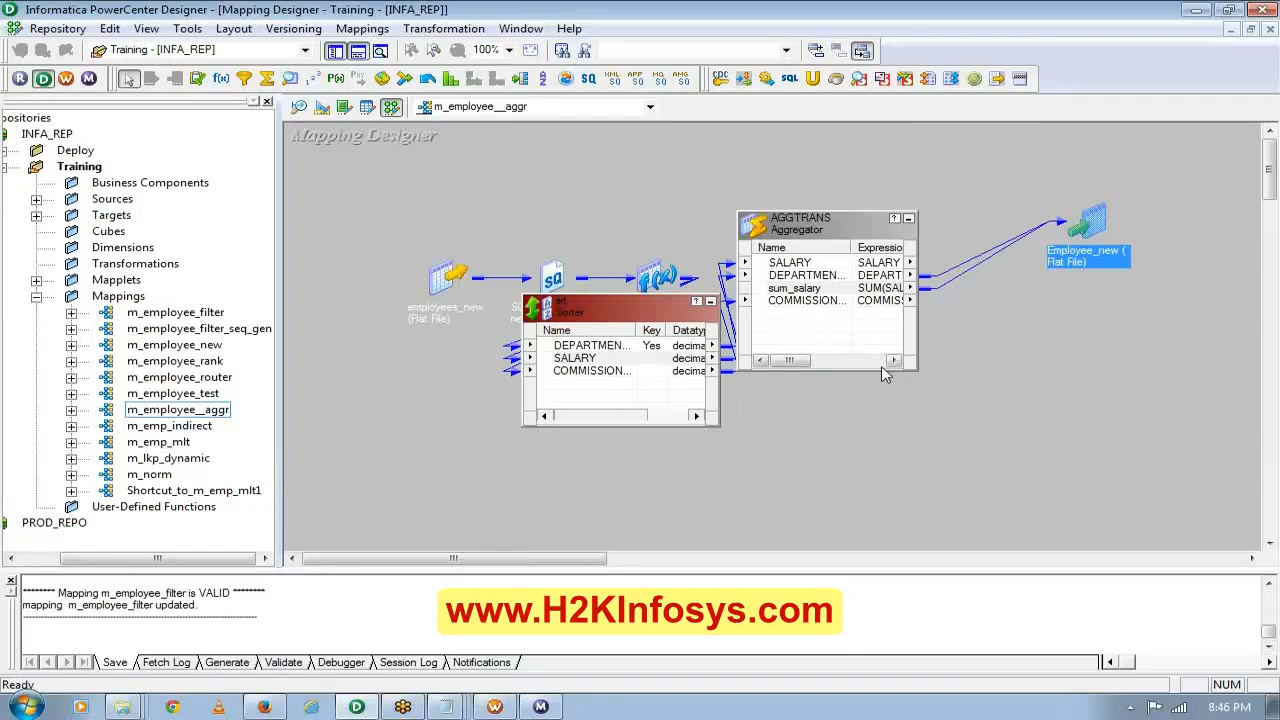 Informatica PowerCenter Designer - [Mapping Designer - Training - [INFA_REP]]
Repository Edit View Tools Layout Versioning Mappings Transformation Window Help
Training - [INFA_REP]
100%
m_employee__aggr
epositories
INFA_REP
Deploy
Training
Business Components
Sources
Targets
Cubes
Dimensions
Transformations
Mapplets
Mappings
m_employee_filter
m_employee_filter_seq_gen
m_employee_new
m_employee_rank
m_employee_router
m_employee_test
m_employee__aggr
m_emp_indirect
m_emp_mlt
m_lkp_dynamic
m_norm
Shortcut_to_m_emp_mlt1
User-Defined Functions
PROD_REPO
Mapping Designer
employees_new
(Flat File)
SQ
Sorter
Name Key Datatyp
DEPARTMEN... Yes decima
SALARY decima
COMMISSION... decima
AGGTRANS
Aggregator
Name Expressio
SALARY SALARY
DEPARTMEN... DEPART
sum_salary SUM(SAL
COMMISSION... COMMIS
Employee_new (
Flat File)
******** Mapping m_employee_filter is VALID ********
mapping m_employee_filter updated.
www.H2KInfosys.com
Save Fetch Log Generate Validate Debugger Session Log Notifications
Ready
NUM
8:46 PM